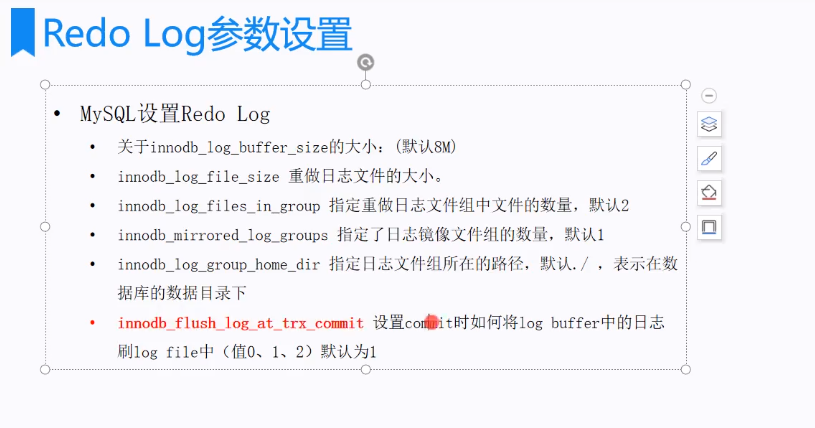 Redo Log参数设置
• MySQL设置Redo Log
• 关于innodb_log_buffer_size的大小：(默认8M)
• innodb_log_file_size 重做日志文件的大小。
• innodb_log_files_in_group 指定重做日志文件组中文件的数量，默认2
• innodb_mirrored_log_groups 指定了日志镜像文件组的数量，默认1
• innodb_log_group_home_dir 指定日志文件组所在的路径，默认./ ，表示在数
据库的数据目录下
• innodb_flush_log_at_trx_commit 设置commit时如何将log buffer中的日志
刷log file中（值0、1、2）默认为1